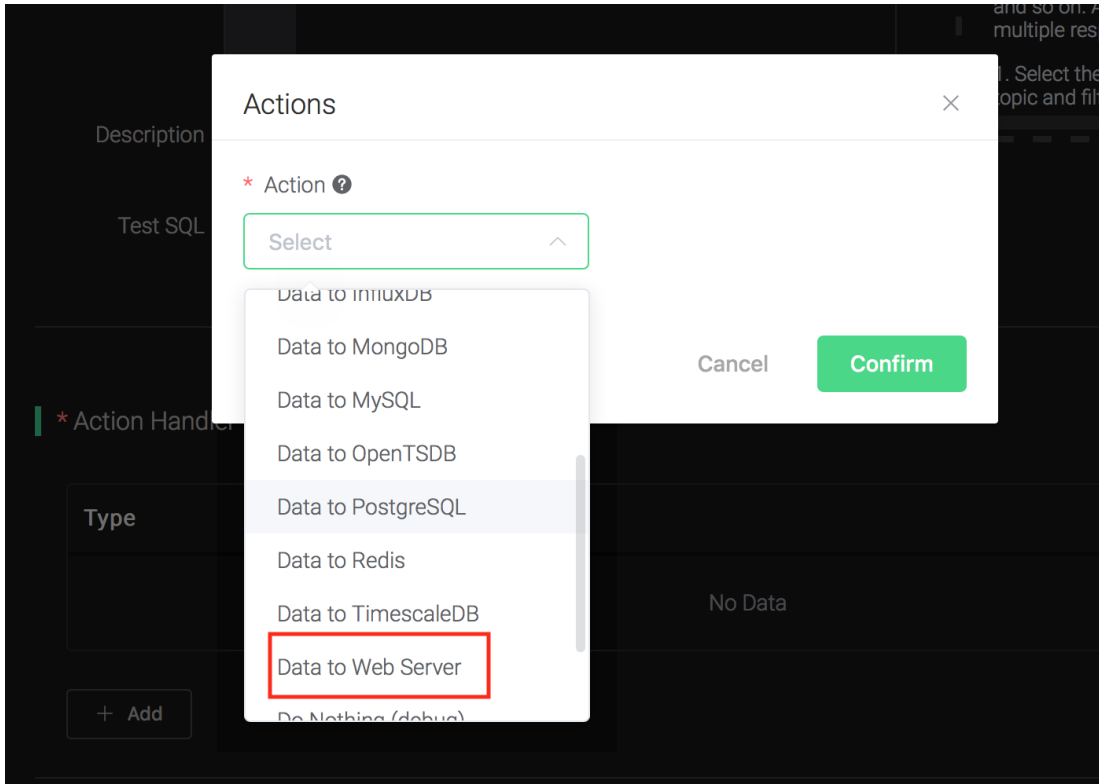 and so on. A
multiple res
1. Select the
topic and filt
Actions
Description
* Action ?
Test SQL
Select
Data to InfluxDB
Data to MongoDB
Cancel
Confirm
Data to MySQL
* Action Handler
Data to OpenTSDB
Data to PostgreSQL
Type
Data to Redis
No Data
Data to TimescaleDB
Data to Web Server
+ Add
Do Nothing (debug)